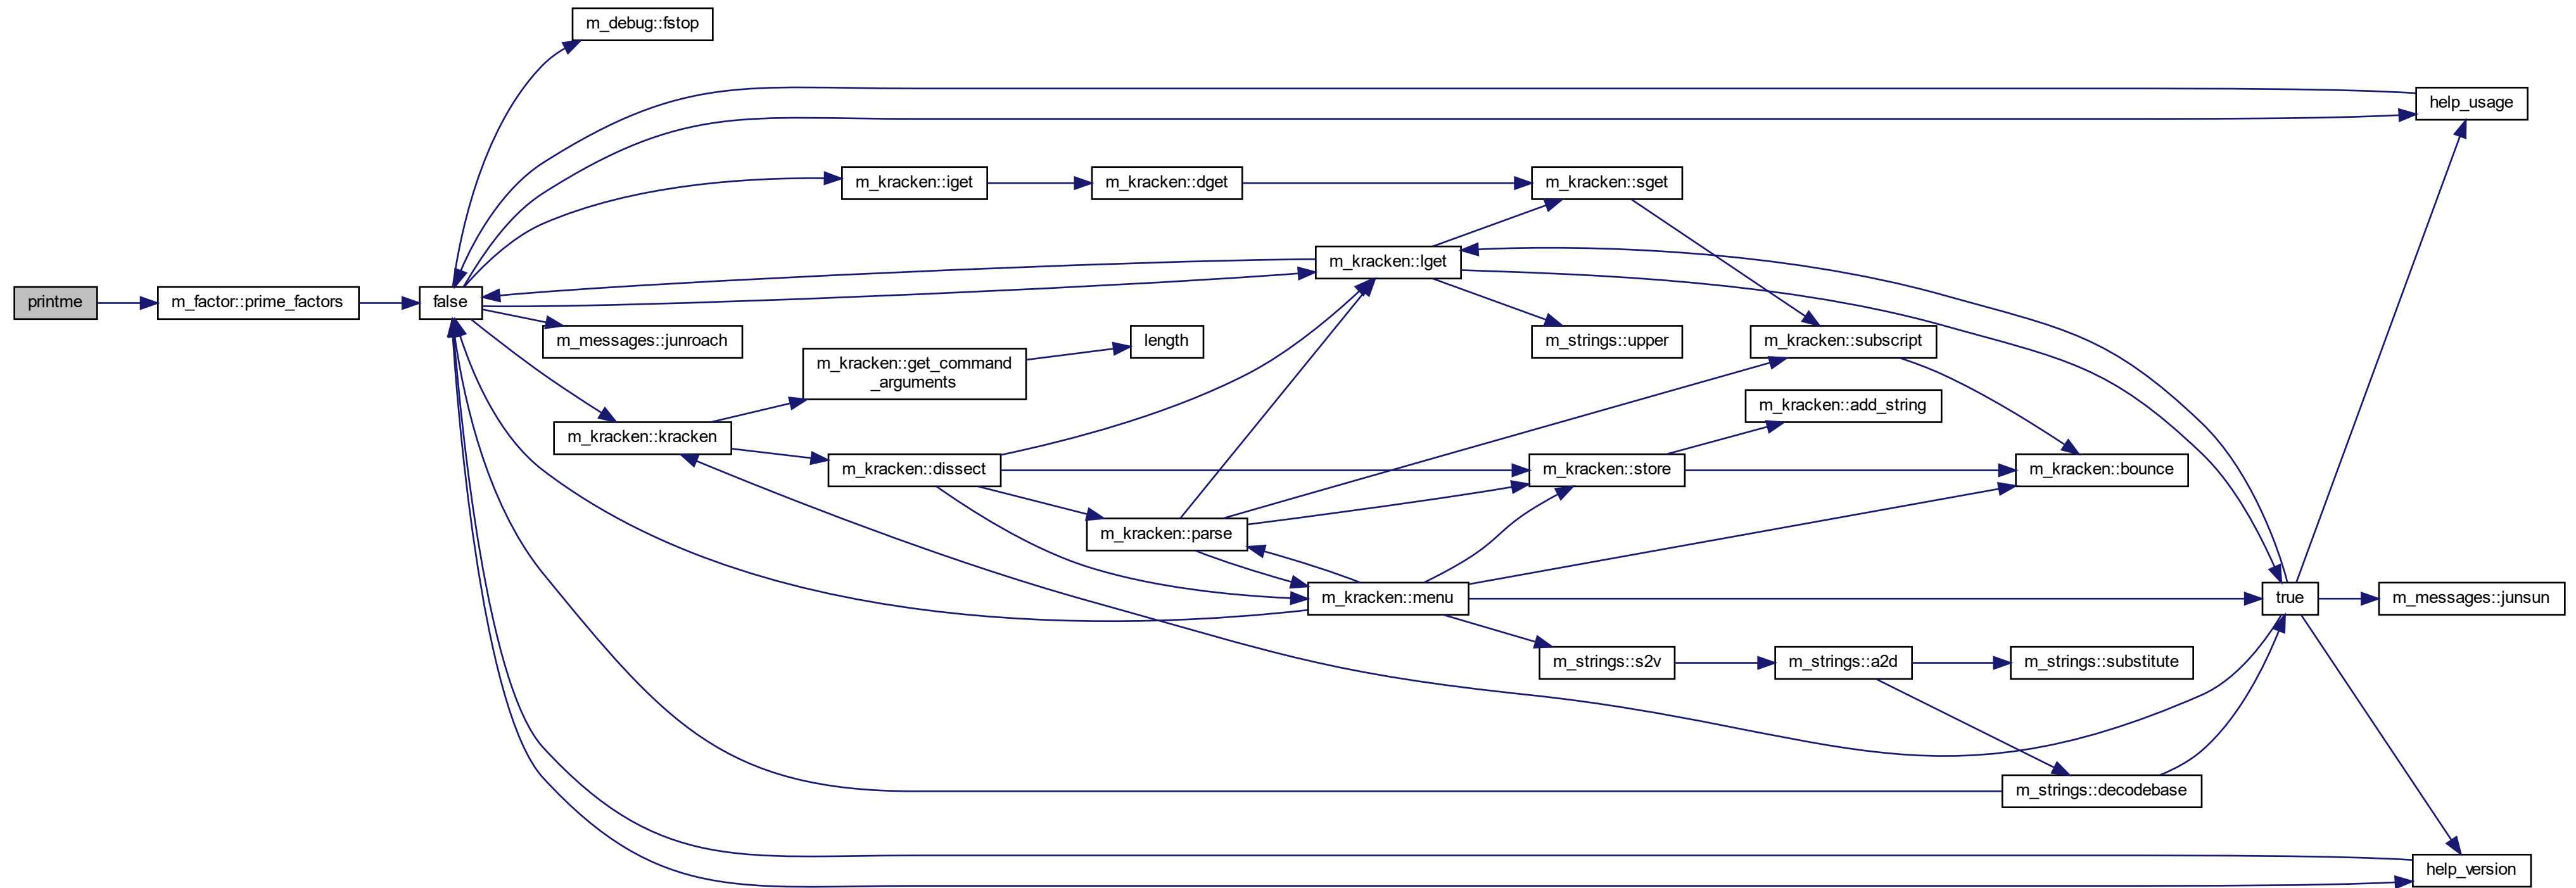 m_debug::fstop
help_usage
m_kracken::iget
m_kracken::dget
m_kracken::sget
m_kracken::lget
printme
m_factor::prime_factors
false
m_messages::junroach
length
m_strings::upper
m_kracken::subscript
m_kracken::get_command
_arguments
m_kracken::add_string
m_kracken::kracken
m_kracken::dissect
m_kracken::store
m_kracken::bounce
m_kracken::parse
m_kracken::menu
true
m_messages::junsun
m_strings::s2v
m_strings::a2d
m_strings::substitute
m_strings::decodebase
help_version